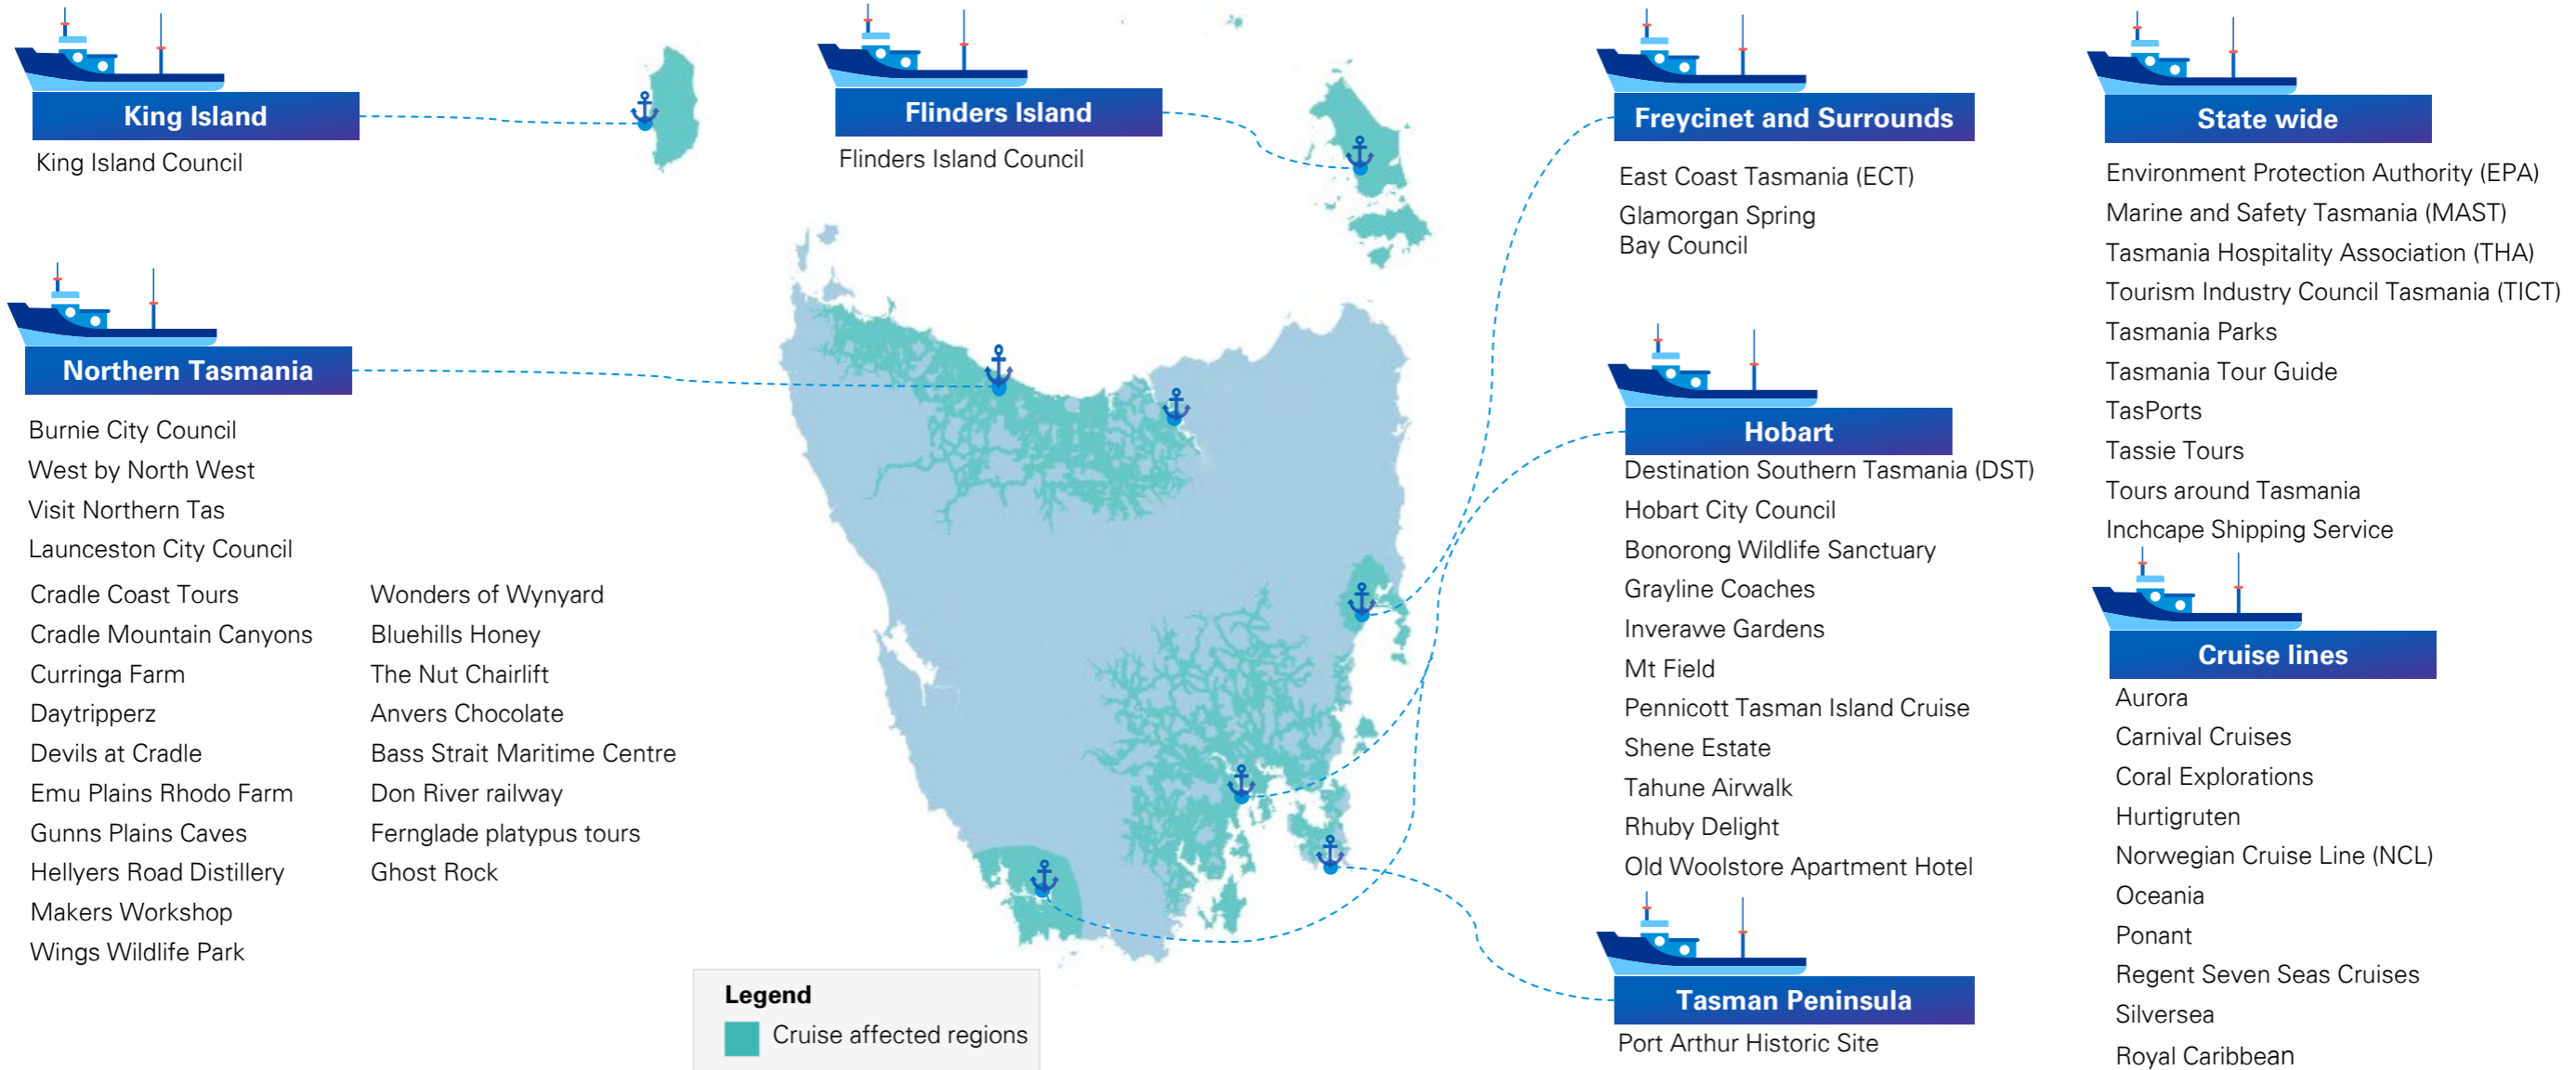 King Island
King Island Council
Flinders Island
Flinders Island Council
Freycinet and Surrounds
East Coast Tasmania (ECT)
Glamorgan Spring
Bay Council
State wide
Environment Protection Authority (EPA)
Marine and Safety Tasmania (MAST)
Tasmania Hospitality Association (THA)
Tourism Industry Council Tasmania (TICT)
Tasmania Parks
Tasmania Tour Guide
TasPorts
Tassie Tours
Tours around Tasmania
Inchcape Shipping Service
Northern Tasmania
Burnie City Council
West by North West
Visit Northern Tas
Launceston City Council
Cradle Coast Tours
Cradle Mountain Canyons
Curringa Farm
Daytripperz
Devils at Cradle
Emu Plains Rhodo Farm
Gunns Plains Caves
Hellyers Road Distillery
Makers Workshop
Wings Wildlife Park
Wonders of Wynyard
Bluehills Honey
The Nut Chairlift
Anvers Chocolate
Bass Strait Maritime Centre
Don River railway
Fernglade platypus tours
Ghost Rock
Hobart
Destination Southern Tasmania (DST)
Hobart City Council
Bonorong Wildlife Sanctuary
Grayline Coaches
Inverawe Gardens
Mt Field
Pennicott Tasman Island Cruise
Shene Estate
Tahune Airwalk
Rhuby Delight
Old Woolstore Apartment Hotel
Cruise lines
Aurora
Carnival Cruises
Coral Explorations
Hurtigruten
Norwegian Cruise Line (NCL)
Oceania
Ponant
Regent Seven Seas Cruises
Silversea
Royal Caribbean
Tasman Peninsula
Port Arthur Historic Site
Legend
Cruise affected regions